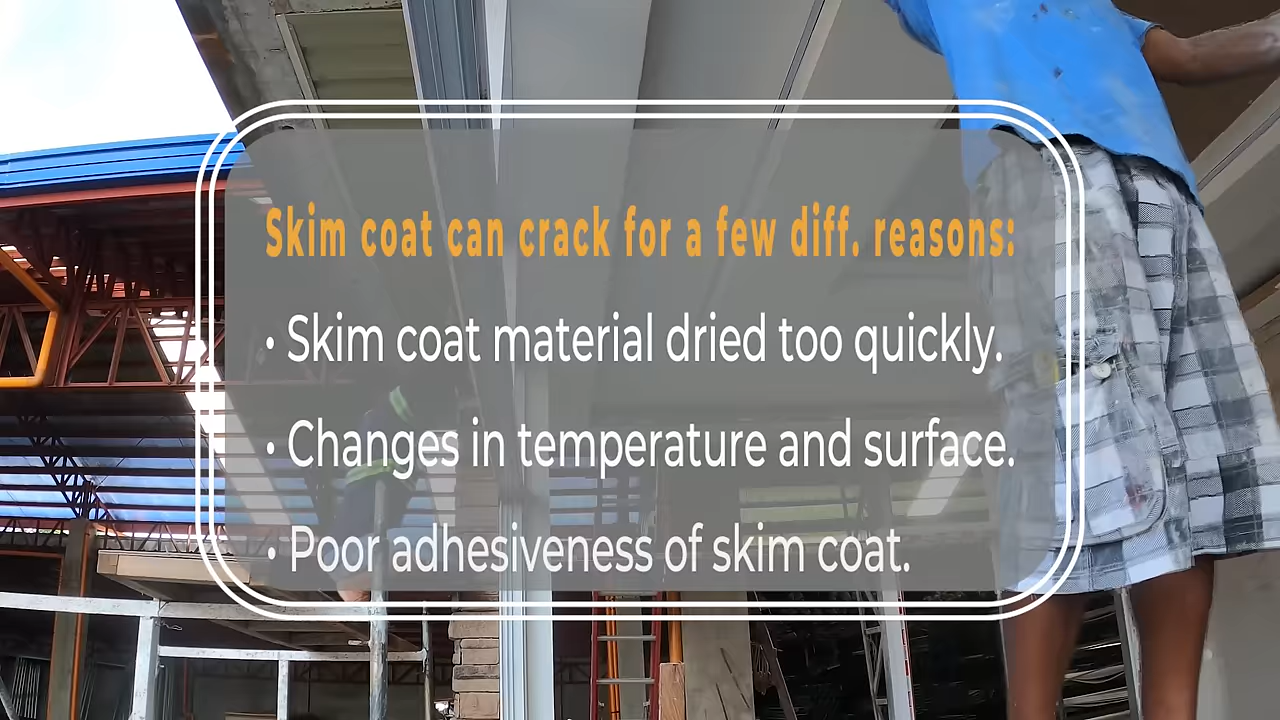 Skim coat can crack for a few diff. reasons:
• Skim coat material dried too quickly.
• Changes in temperature and surface.
• Poor adhesiveness of skim coat.